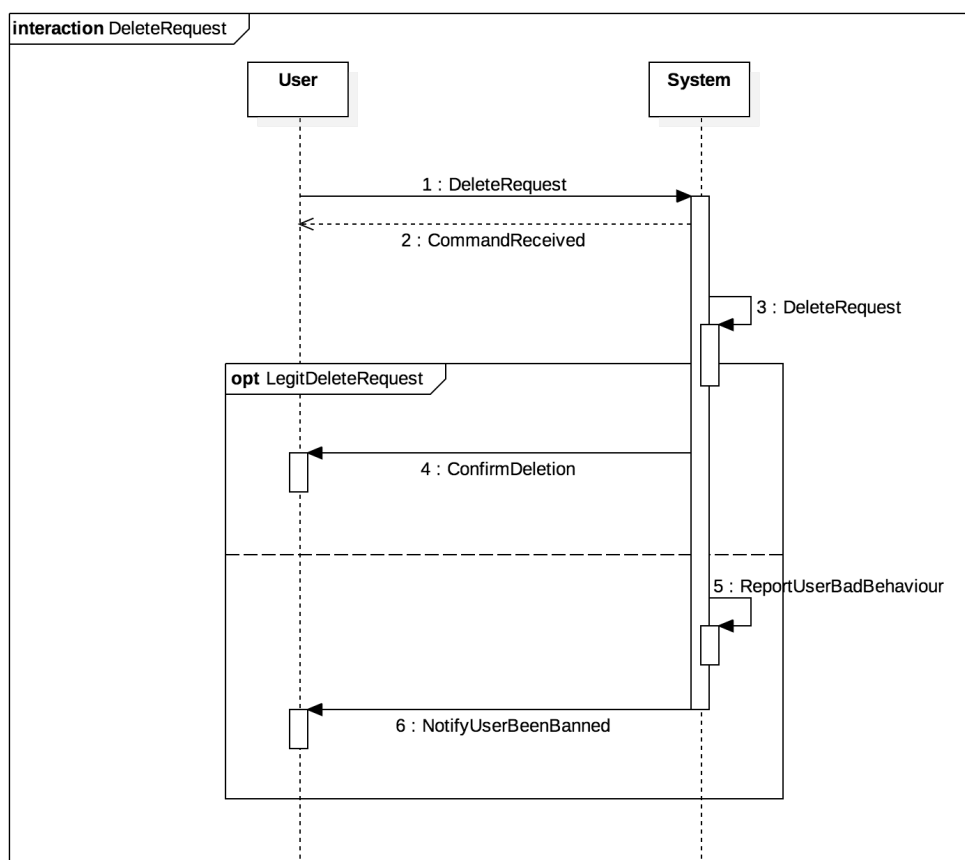 interaction DeleteRequest
User
System
1 : DeleteRequest
2 : CommandReceived
3 : DeleteRequest
opt LegitDeleteRequest
4 : ConfirmDeletion
5 : ReportUserBadBehaviour
6 : NotifyUserBeenBanned